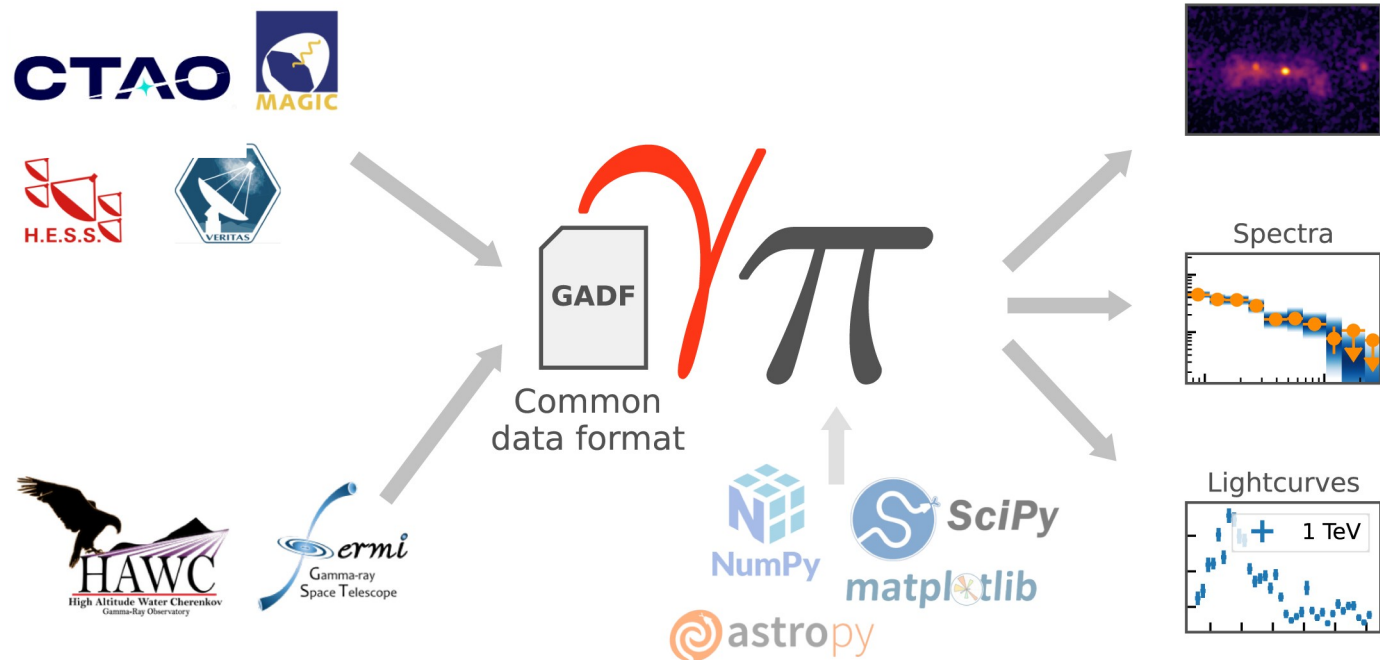 CTAO
MAGIC
H.E.S.S.
VERITAS
GADF
γπ
Common
data format
HAWC
High Altitude Water Cherenkov
Gamma-Ray Observatory
Fermi
Gamma-ray
Space Telescope
NumPy
SciPy
matplotlib
astropy
Spectra
Lightcurves
1 TeV